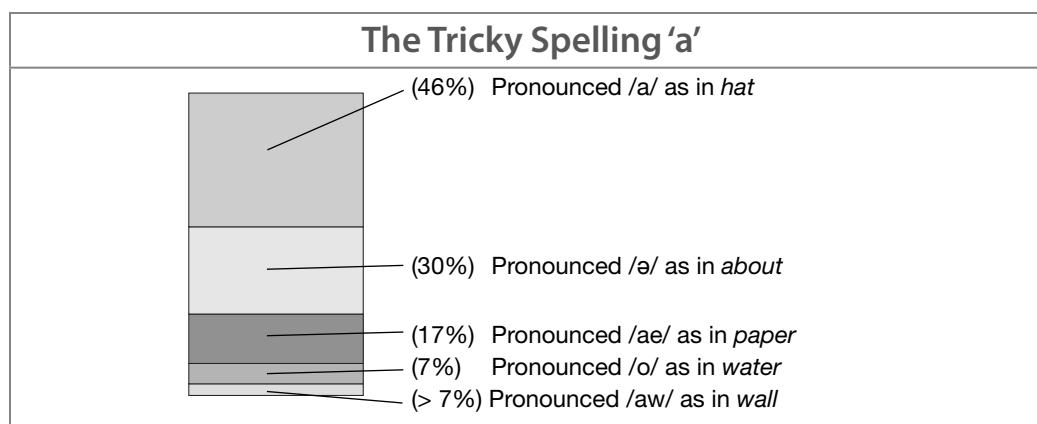 The Tricky Spelling ‘a’
(46%) Pronounced /a/ as in hat
(30%) Pronounced /ə/ as in about
(17%) Pronounced /ae/ as in paper
(7%) Pronounced /o/ as in water
(> 7%) Pronounced /aw/ as in wall